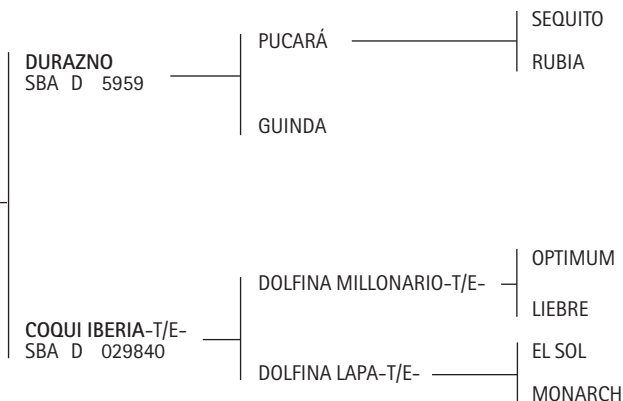 SEQUITO
PUCARÁ
DURAZNO
RUBIA
SBA D 5959
GUINDA
OPTIMUM
DOLFINA MILLONARIO-T/E-
LIEBRE
COQUI IBERIA-T/E-
SBA D 029840
EL SOL
DOLFINA LAPA-T/E-
MONARCH